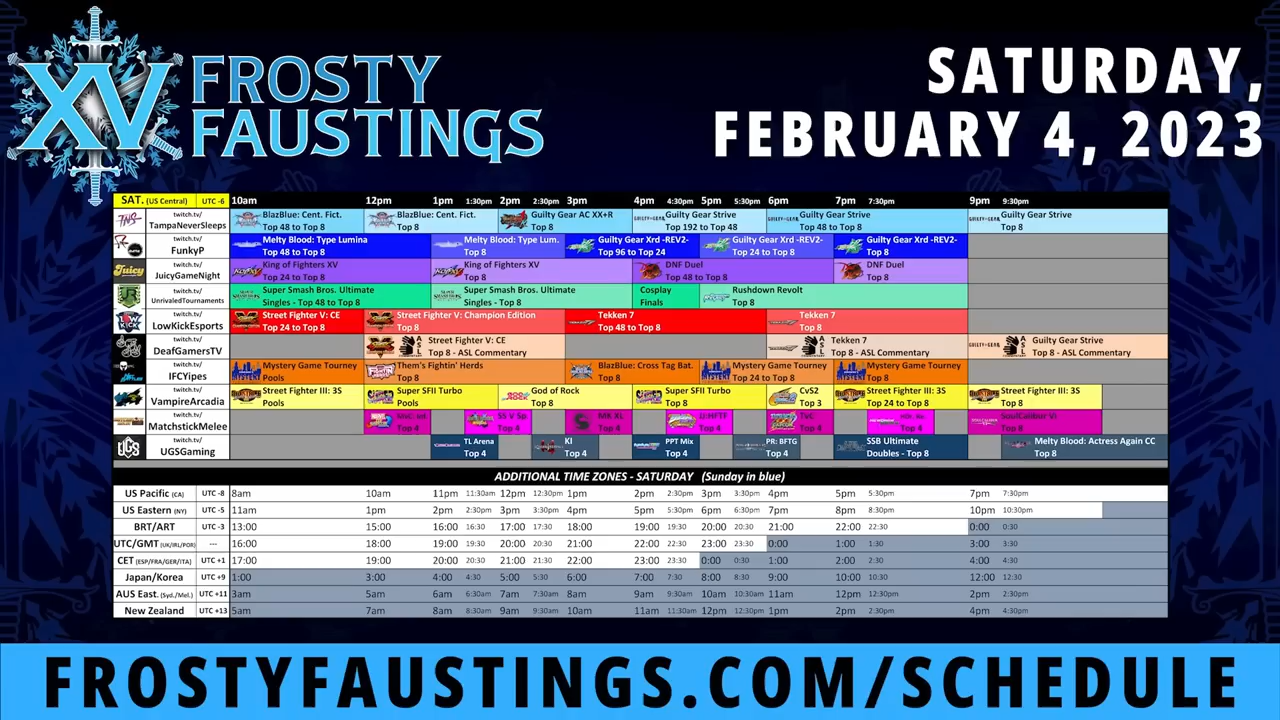 XV FROSTY
FAUSTINGS
SATURDAY,
FEBRUARY 4, 2023
SAT. (US Central) UTC -6 10am 12pm 1pm 1:30pm 2pm 2:30pm 3pm 4pm 4:30pm 5pm 5:30pm 6pm 7pm 7:30pm 9pm 9:30pm
TNS twitch.tv/ BlazBlue: Cent. Fict. BlazBlue: Cent. Fict. Guilty Gear AC XX+R Guilty Gear Strive Guilty Gear Strive Guilty Gear Strive
TampaNeverSleeps Top 48 to Top 8 Top 8 Top 8 Top 192 to Top 48 Top 48 to Top 8 Top 8
twitch.tv/ Melty Blood: Type Lumina Melty Blood: Type Lum. Guilty Gear Xrd -REV2- Guilty Gear Xrd -REV2- Guilty Gear Xrd -REV2-
FunkyP Top 48 to Top 8 Top 8 Top 96 to Top 24 Top 24 to Top 8 Top 8
Juicy twitch.tv/ King of Fighters XV King of Fighters XV DNF Duel DNF Duel
JuicyGameNight Top 24 to Top 8 Top 8 Top 48 to Top 8 Top 8
twitch.tv/ Super Smash Bros. Ultimate Super Smash Bros. Ultimate Cosplay Rushdown Revolt
UnrivaledTournaments Singles - Top 48 to Top 8 Singles - Top 8 Finals Top 8
LOW KICK twitch.tv/ Street Fighter V: CE Street Fighter V: Champion Edition Tekken 7 Tekken 7
LowKickEsports Top 24 to Top 8 Top 8 Top 48 to Top 8 Top 8
twitch.tv/ Street Fighter V: CE Tekken 7 Guilty Gear Strive
DeafGamersTV Top 8 - ASL Commentary Top 8 - ASL Commentary Top 8 - ASL Commentary
twitch.tv/ Mystery Game Tourney Them's Fightin' Herds BlazBlue: Cross Tag Bat. Mystery Game Tourney Mystery Game Tourney
IFCYipes Pools Top 8 Top 8 Top 24 to Top 8 Top 8
twitch.tv/ Street Fighter III: 3S Super SFII Turbo God of Rock Super SFII Turbo CvS2 Street Fighter III: 3S Street Fighter III: 3S
VampireArcadia Pools Top 8 Top 8 Top 8 Top 3 Top 24 to Top 8 Top 8
twitch.tv/ MvC: Inf SS V Sp MK XL JJ:HFTF TvC SoulCalibur VI
MatchstickMelee Top 4 Top 4 Top 4 Top 4 Top 4 Top 4 Top 8
UGS twitch.tv/ TL Arena KI PPT Mix PR: BFTG SSB Ultimate Melty Blood: Actress Again CC
UGSGaming Top 4 Top 4 Top 4 Top 4 Doubles - Top 8 Top 8
ADDITIONAL TIME ZONES - SATURDAY (Sunday in blue)
US Pacific (CA) UTC -8 8am 10am 11pm 11:30am 12pm 12:30pm 1pm 2pm 2:30pm 3pm 3:30pm 4pm 5pm 5:30pm 7pm 7:30pm
US Eastern (NY) UTC -5 11am 1pm 2pm 2:30pm 3pm 3:30pm 4pm 5pm 5:30pm 6pm 6:30pm 7pm 8pm 8:30pm 10pm 10:30pm
BRT/ART UTC -3 13:00 15:00 16:00 16:30 17:00 17:30 18:00 19:00 19:30 20:00 20:30 21:00 22:00 22:30 0:00 0:30
UTC/GMT (UK/IRL/POR) --- 16:00 18:00 19:00 19:30 20:00 20:30 21:00 22:00 22:30 23:00 23:30 0:00 1:00 1:30 3:00 3:30
CET (ESP/FRA/GER/ITA) UTC +1 17:00 19:00 20:00 20:30 21:00 21:30 22:00 23:00 23:30 0:00 0:30 1:00 2:00 2:30 4:00 4:30
Japan/Korea UTC +9 1:00 3:00 4:00 4:30 5:00 5:30 6:00 7:00 7:30 8:00 8:30 9:00 10:00 10:30 12:00 12:30
AUS East. (Syd./Mel.) UTC +11 3am 5am 6am 6:30am 7am 7:30am 8am 9am 9:30am 10am 10:30am 11am 12pm 12:30pm 2pm 2:30pm
New Zealand UTC +13 5am 7am 8am 8:30am 9am 9:30am 10am 11am 11:30am 12pm 12:30pm 1pm 2pm 2:30pm 4pm 4:30pm
FROSTYFAUSTINGS.COM/SCHEDULE